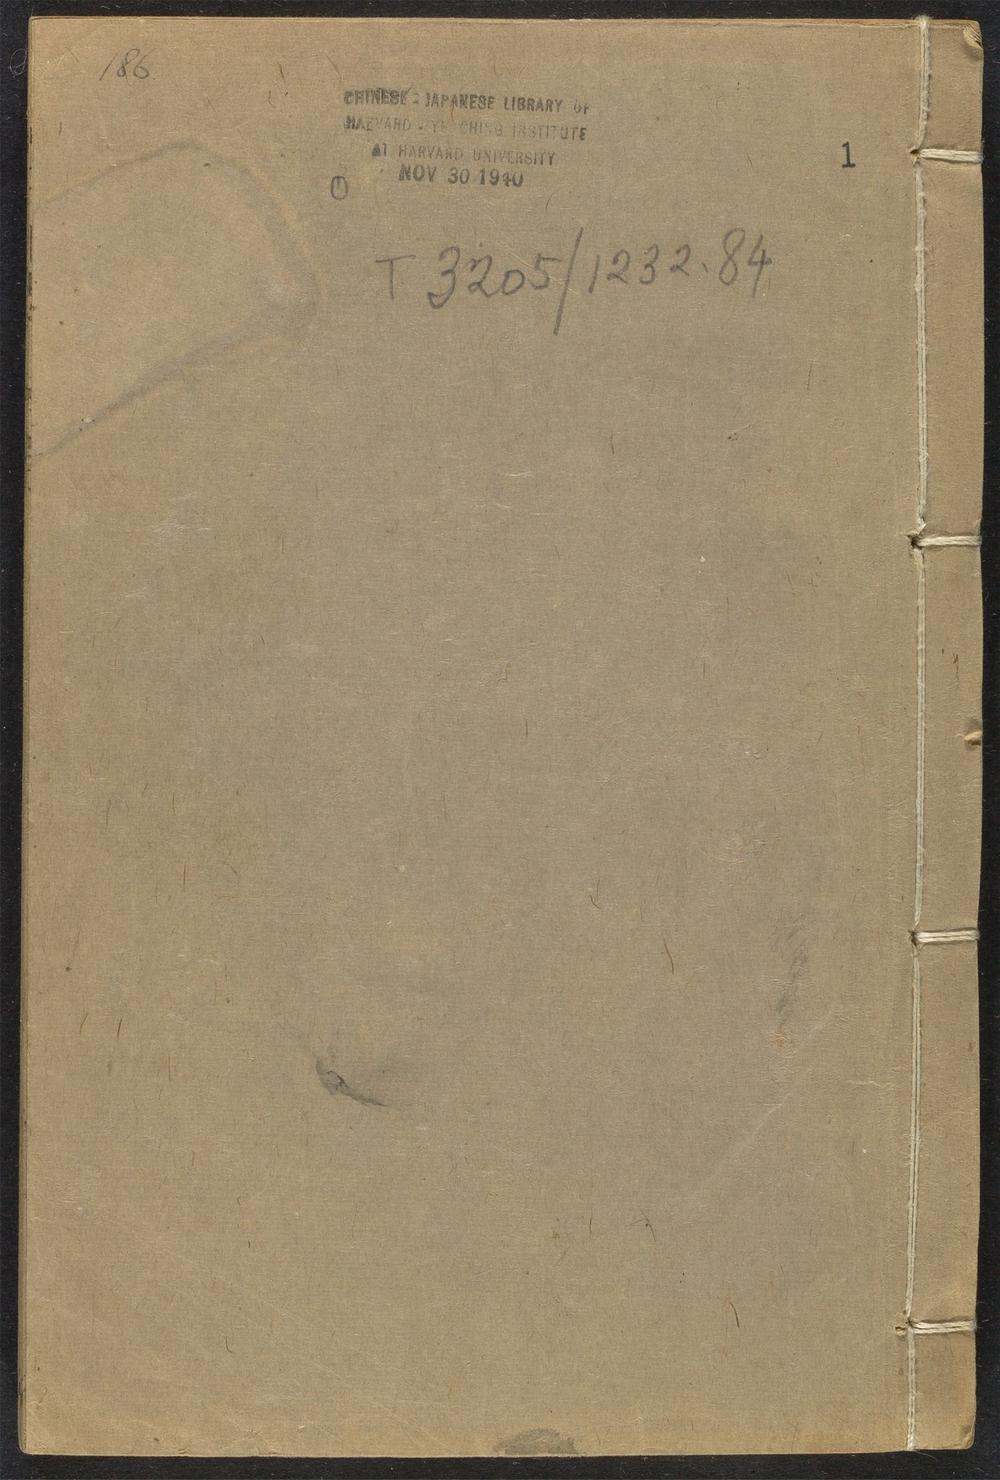 186
CHINESE - JAPANESE LIBRARY OF
HARVARD - YENCHING INSTITUTE
AT HARVARD UNIVERSITY
NOV 30 1940
1
T 3205/1232.84